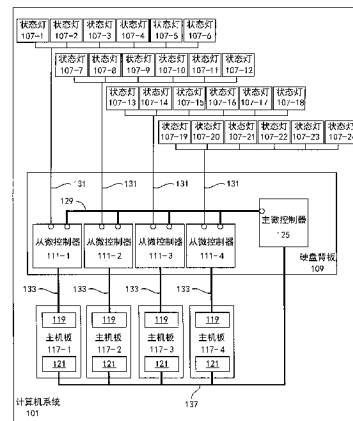 状态灯 状态灯 状态灯 状态灯 状态灯 状态灯
107-1 107-2 107-3 107-4 107-5 107-6
状态灯 状态灯 状态灯 状态灯 状态灯 状态灯
107-7 107-8 107-9 107-10 107-11 107-12
状态灯 状态灯 状态灯 状态灯 状态灯 状态灯
107-13 107-14 107-15 107-16 107-17 107-18
状态灯 状态灯 状态灯 状态灯 状态灯 状态灯
107-19 107-20 107-21 107-22 107-23 107-24
131 131 131 131
129
主微控制器
125
从微控制器 从微控制器 从微控制器 从微控制器
111-1 111-2 111-3 111-4
硬盘背板
109
133 133 133 133
119 119 119 119
主机板 主机板 主机板 主机板
117-1 117-2 117-3 117-4
121 121 121 121
计算机系统
101
137